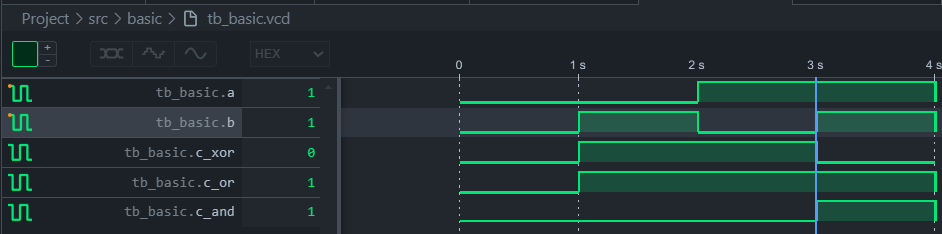 Project > src > basic > tb_basic.vcd
+
-
HEX
0 1 s 2 s 3 s 4 s
tb_basic.a 1
tb_basic.b 1
tb_basic.c_xor 0
tb_basic.c_or 1
tb_basic.c_and 1